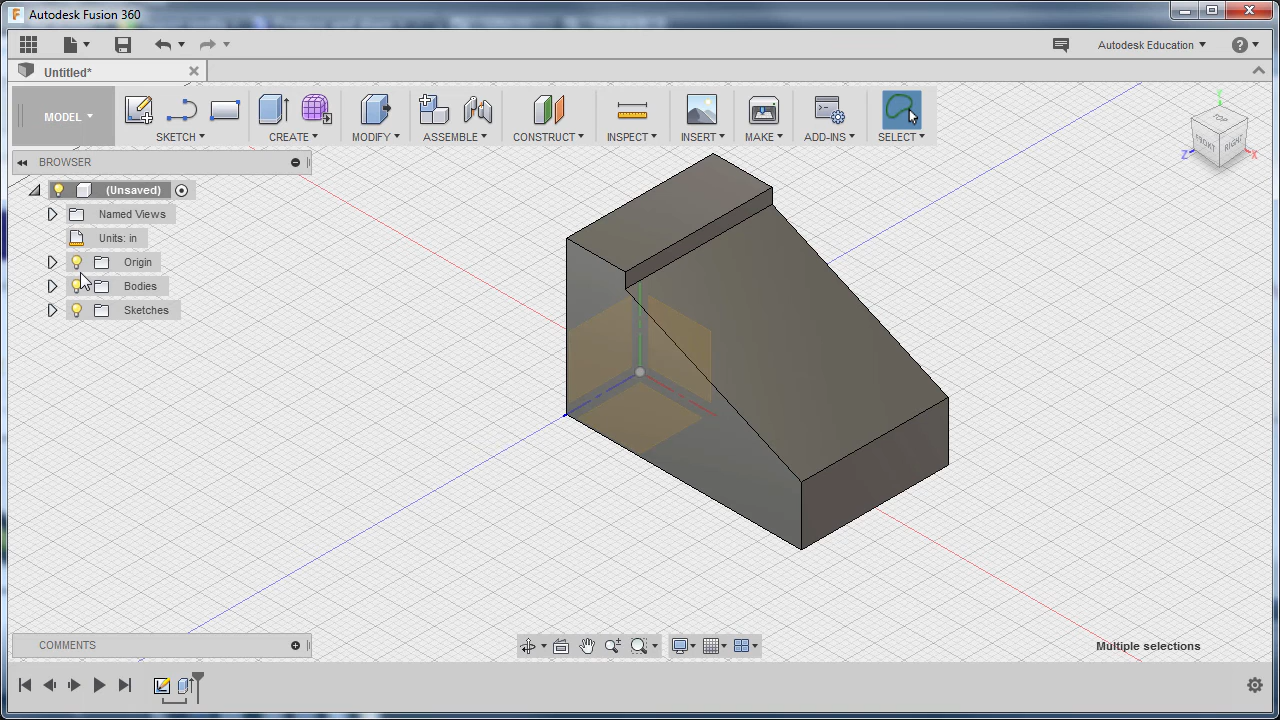 Autodesk Fusion 360
Autodesk Education
Untitled*
MODEL
SKETCH
CREATE
MODIFY
ASSEMBLE
CONSTRUCT
INSPECT
INSERT
MAKE
ADD-INS
SELECT
BROWSER
(Unsaved)
Named Views
Units: in
Origin
Bodies
Sketches
Y
TOP
FRONT
RIGHT
Z
X
COMMENTS
Multiple selections